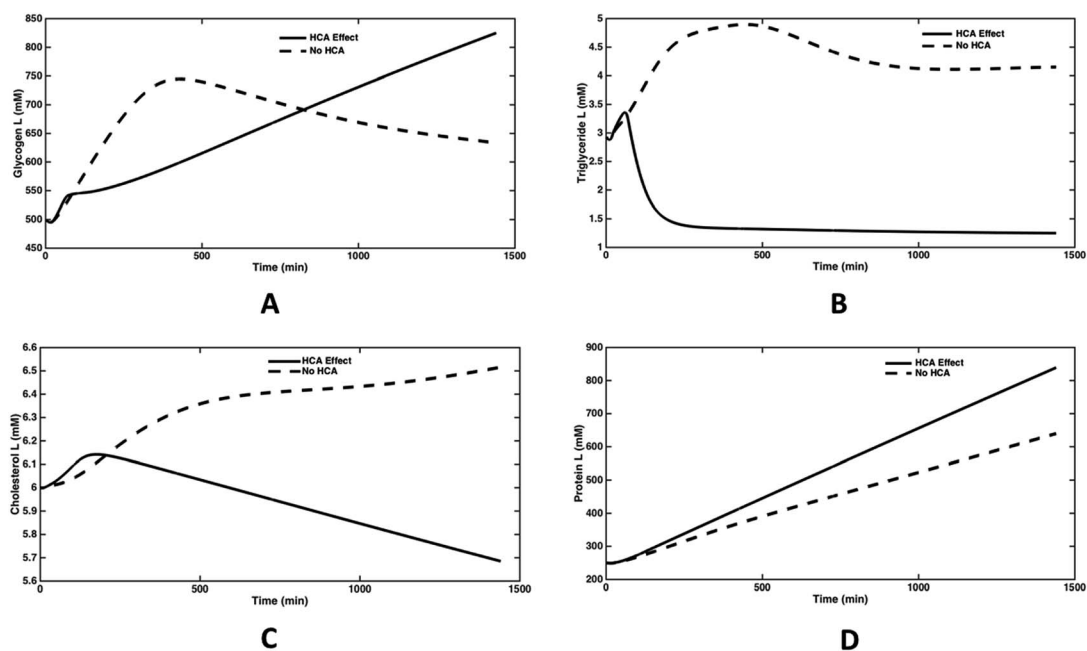 850
800
750
700
650
600
550
500
450
Glycogen L (mM)
HCA Effect
No HCA
0
500
1000
1500
Time (min)
A
5
4.5
4
3.5
3
2.5
2
1.5
1
Triglyceride L (mM)
HCA Effect
No HCA
0
500
1000
1500
Time (min)
B
6.6
6.5
6.4
6.3
6.2
6.1
6
5.9
5.8
5.7
5.6
Cholesterol L (mM)
HCA Effect
No HCA
0
500
1000
1500
Time (min)
C
900
800
700
600
500
400
300
200
Protein L (mM)
HCA Effect
No HCA
0
500
1000
1500
Time (min)
D